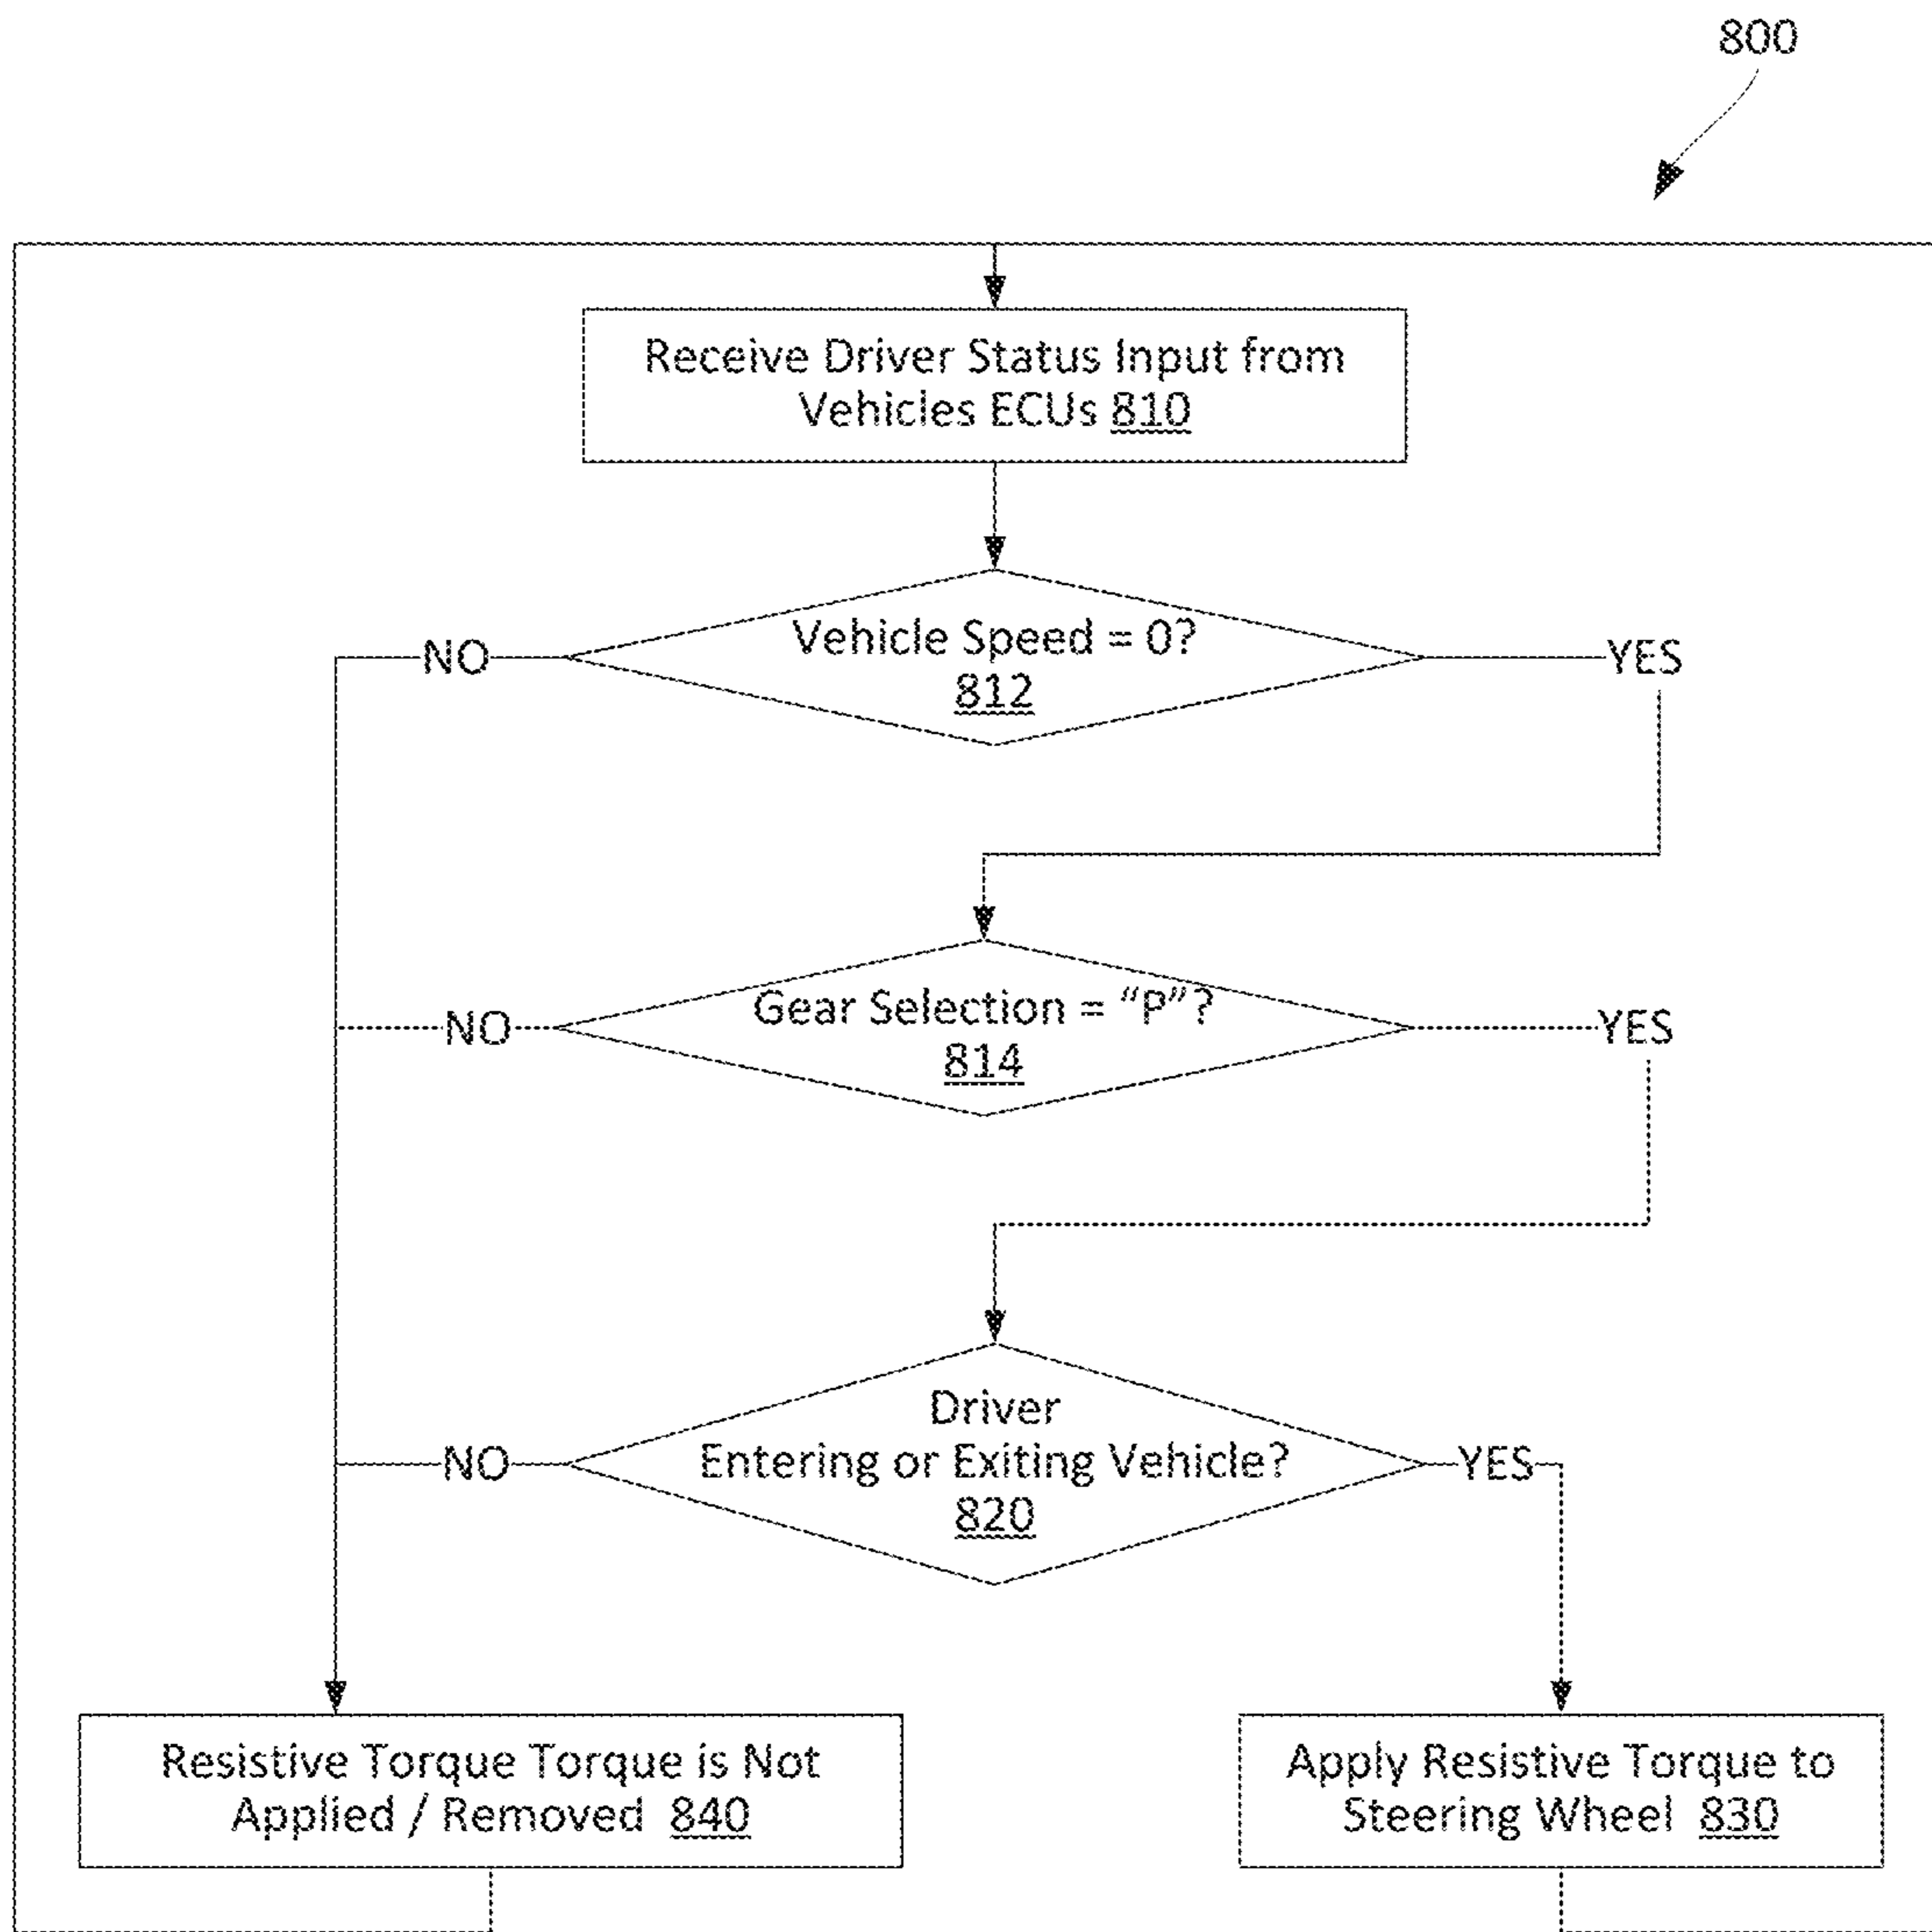 800
Receive Driver Status Input from
Vehicles ECUs 810
Vehicle Speed = 0?
812
NO
YES
Gear Selection = “P”?
814
NO
YES
Driver
Entering or Exiting Vehicle?
820
NO
YES
Resistive Torque Torque is Not
Applied / Removed 840
Apply Resistive Torque to
Steering Wheel 830